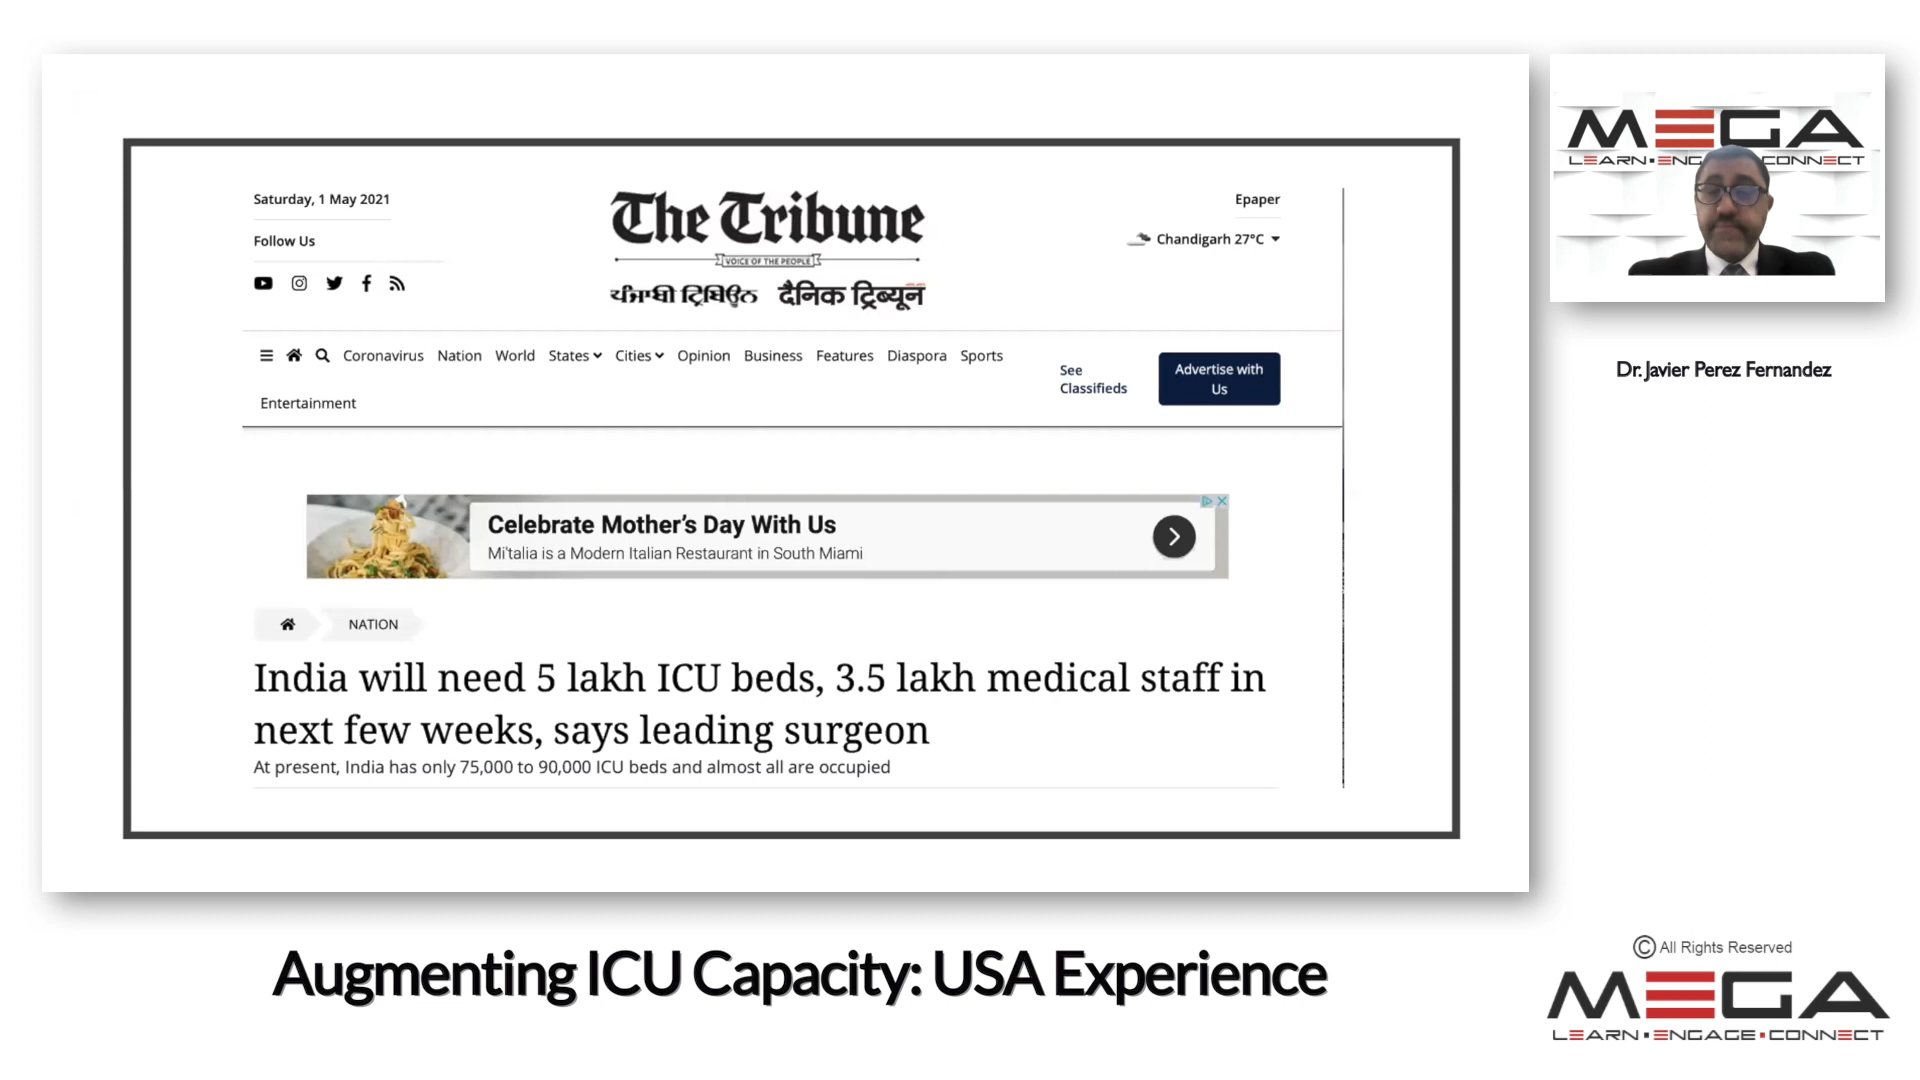 Saturday, 1 May 2021
Follow Us
The Tribune
VOICE OF THE PEOPLE
ਪੰਜਾਬੀ ਟ੍ਰਿਬਿਊਨ दैनिक ट्रिब्यून
Epaper
Chandigarh 27°C
Coronavirus Nation World States Cities Opinion Business Features Diaspora Sports
Entertainment
See
Classifieds
Advertise with
Us
Celebrate Mother's Day With Us
Mi'talia is a Modern Italian Restaurant in South Miami
NATION
India will need 5 lakh ICU beds, 3.5 lakh medical staff in
next few weeks, says leading surgeon
At present, India has only 75,000 to 90,000 ICU beds and almost all are occupied
MEGA
LEARN▪ENG CONNECT
Dr. Javier Perez Fernandez
Augmenting ICU Capacity: USA Experience
© All Rights Reserved
MEGA
LEARN▪ENGAGE▪CONNECT